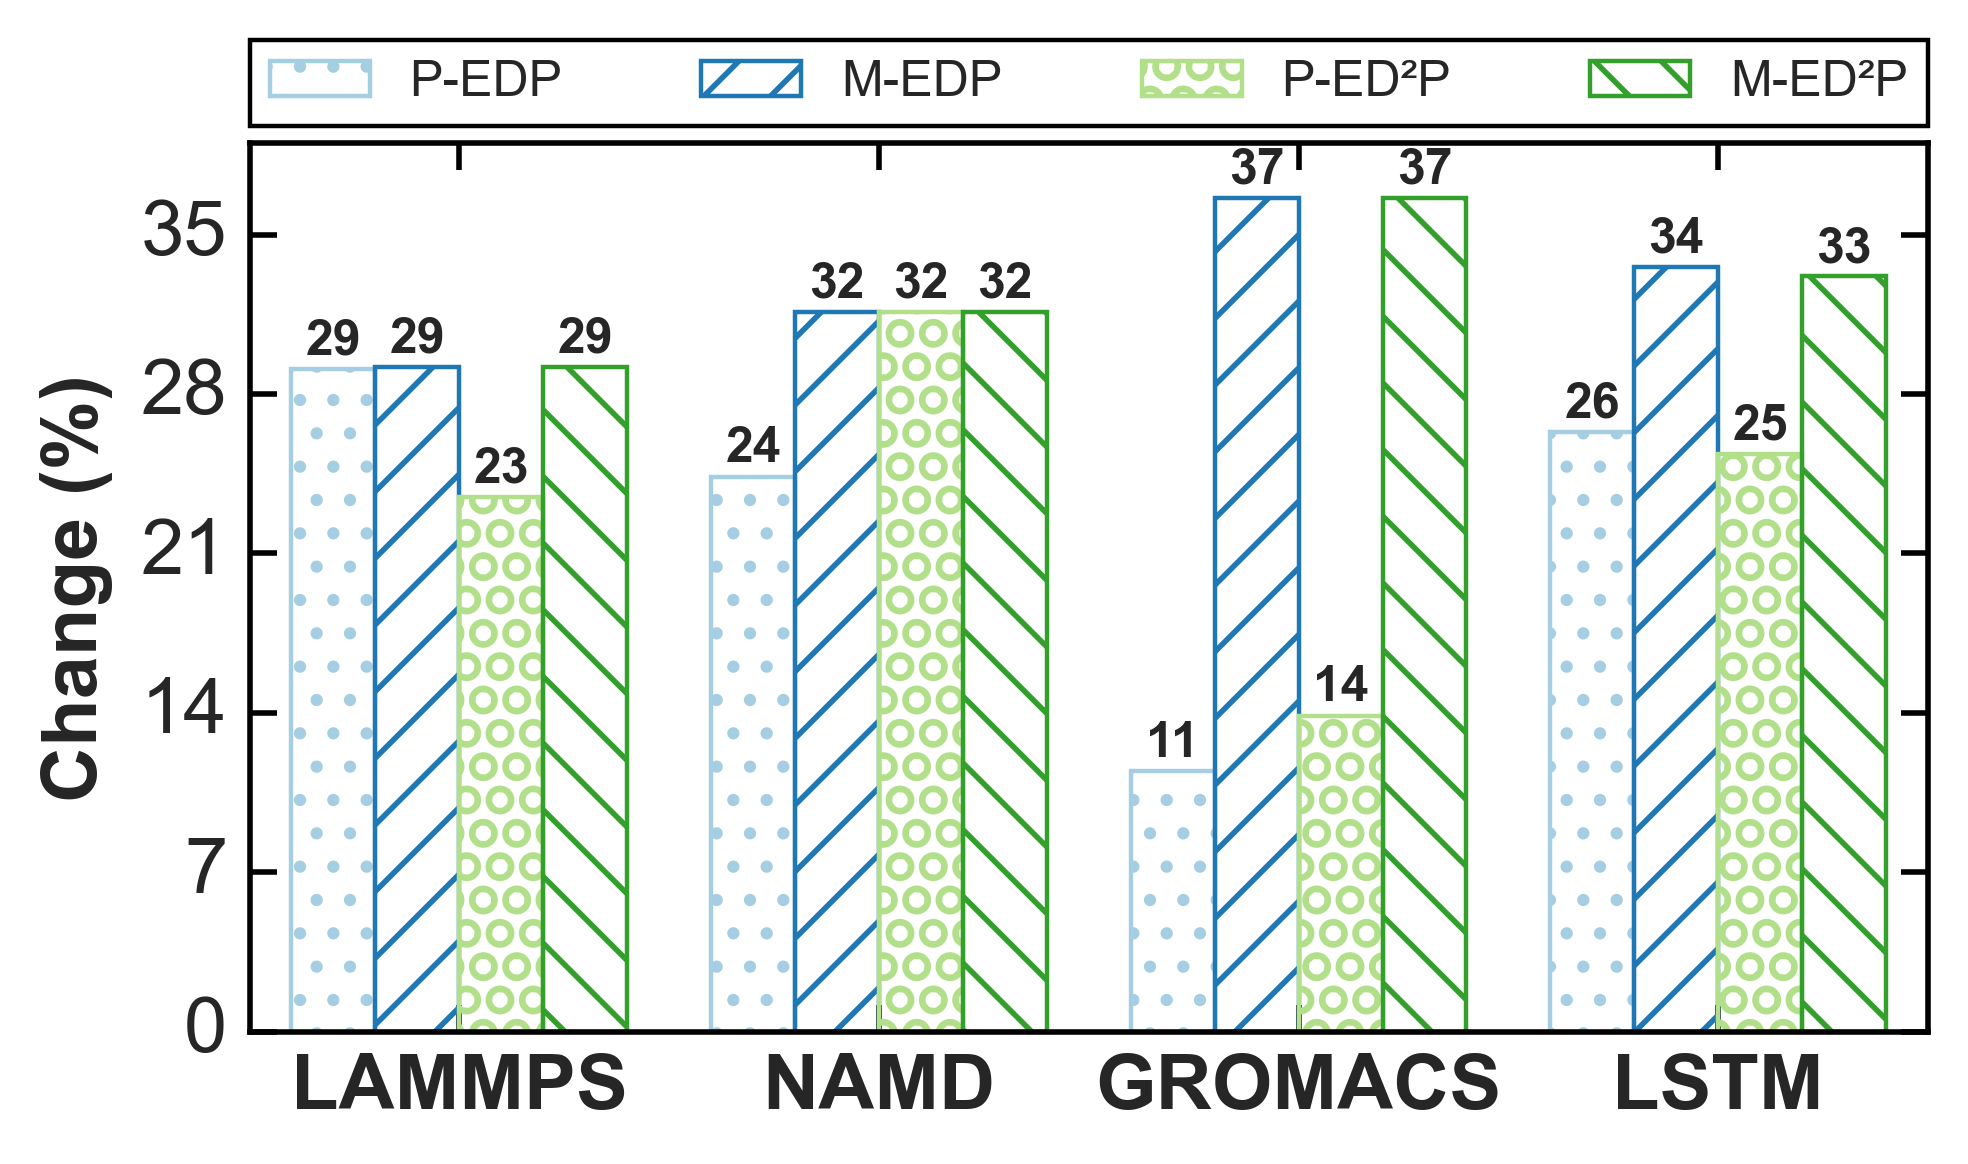 P-EDP M-EDP P-ED²P M-ED²P
Change (%)
35
28
21
14
7
0
29 29 23 29
24 32 32 32
11 37 14 37
26 34 25 33
LAMMPS NAMD GROMACS LSTM